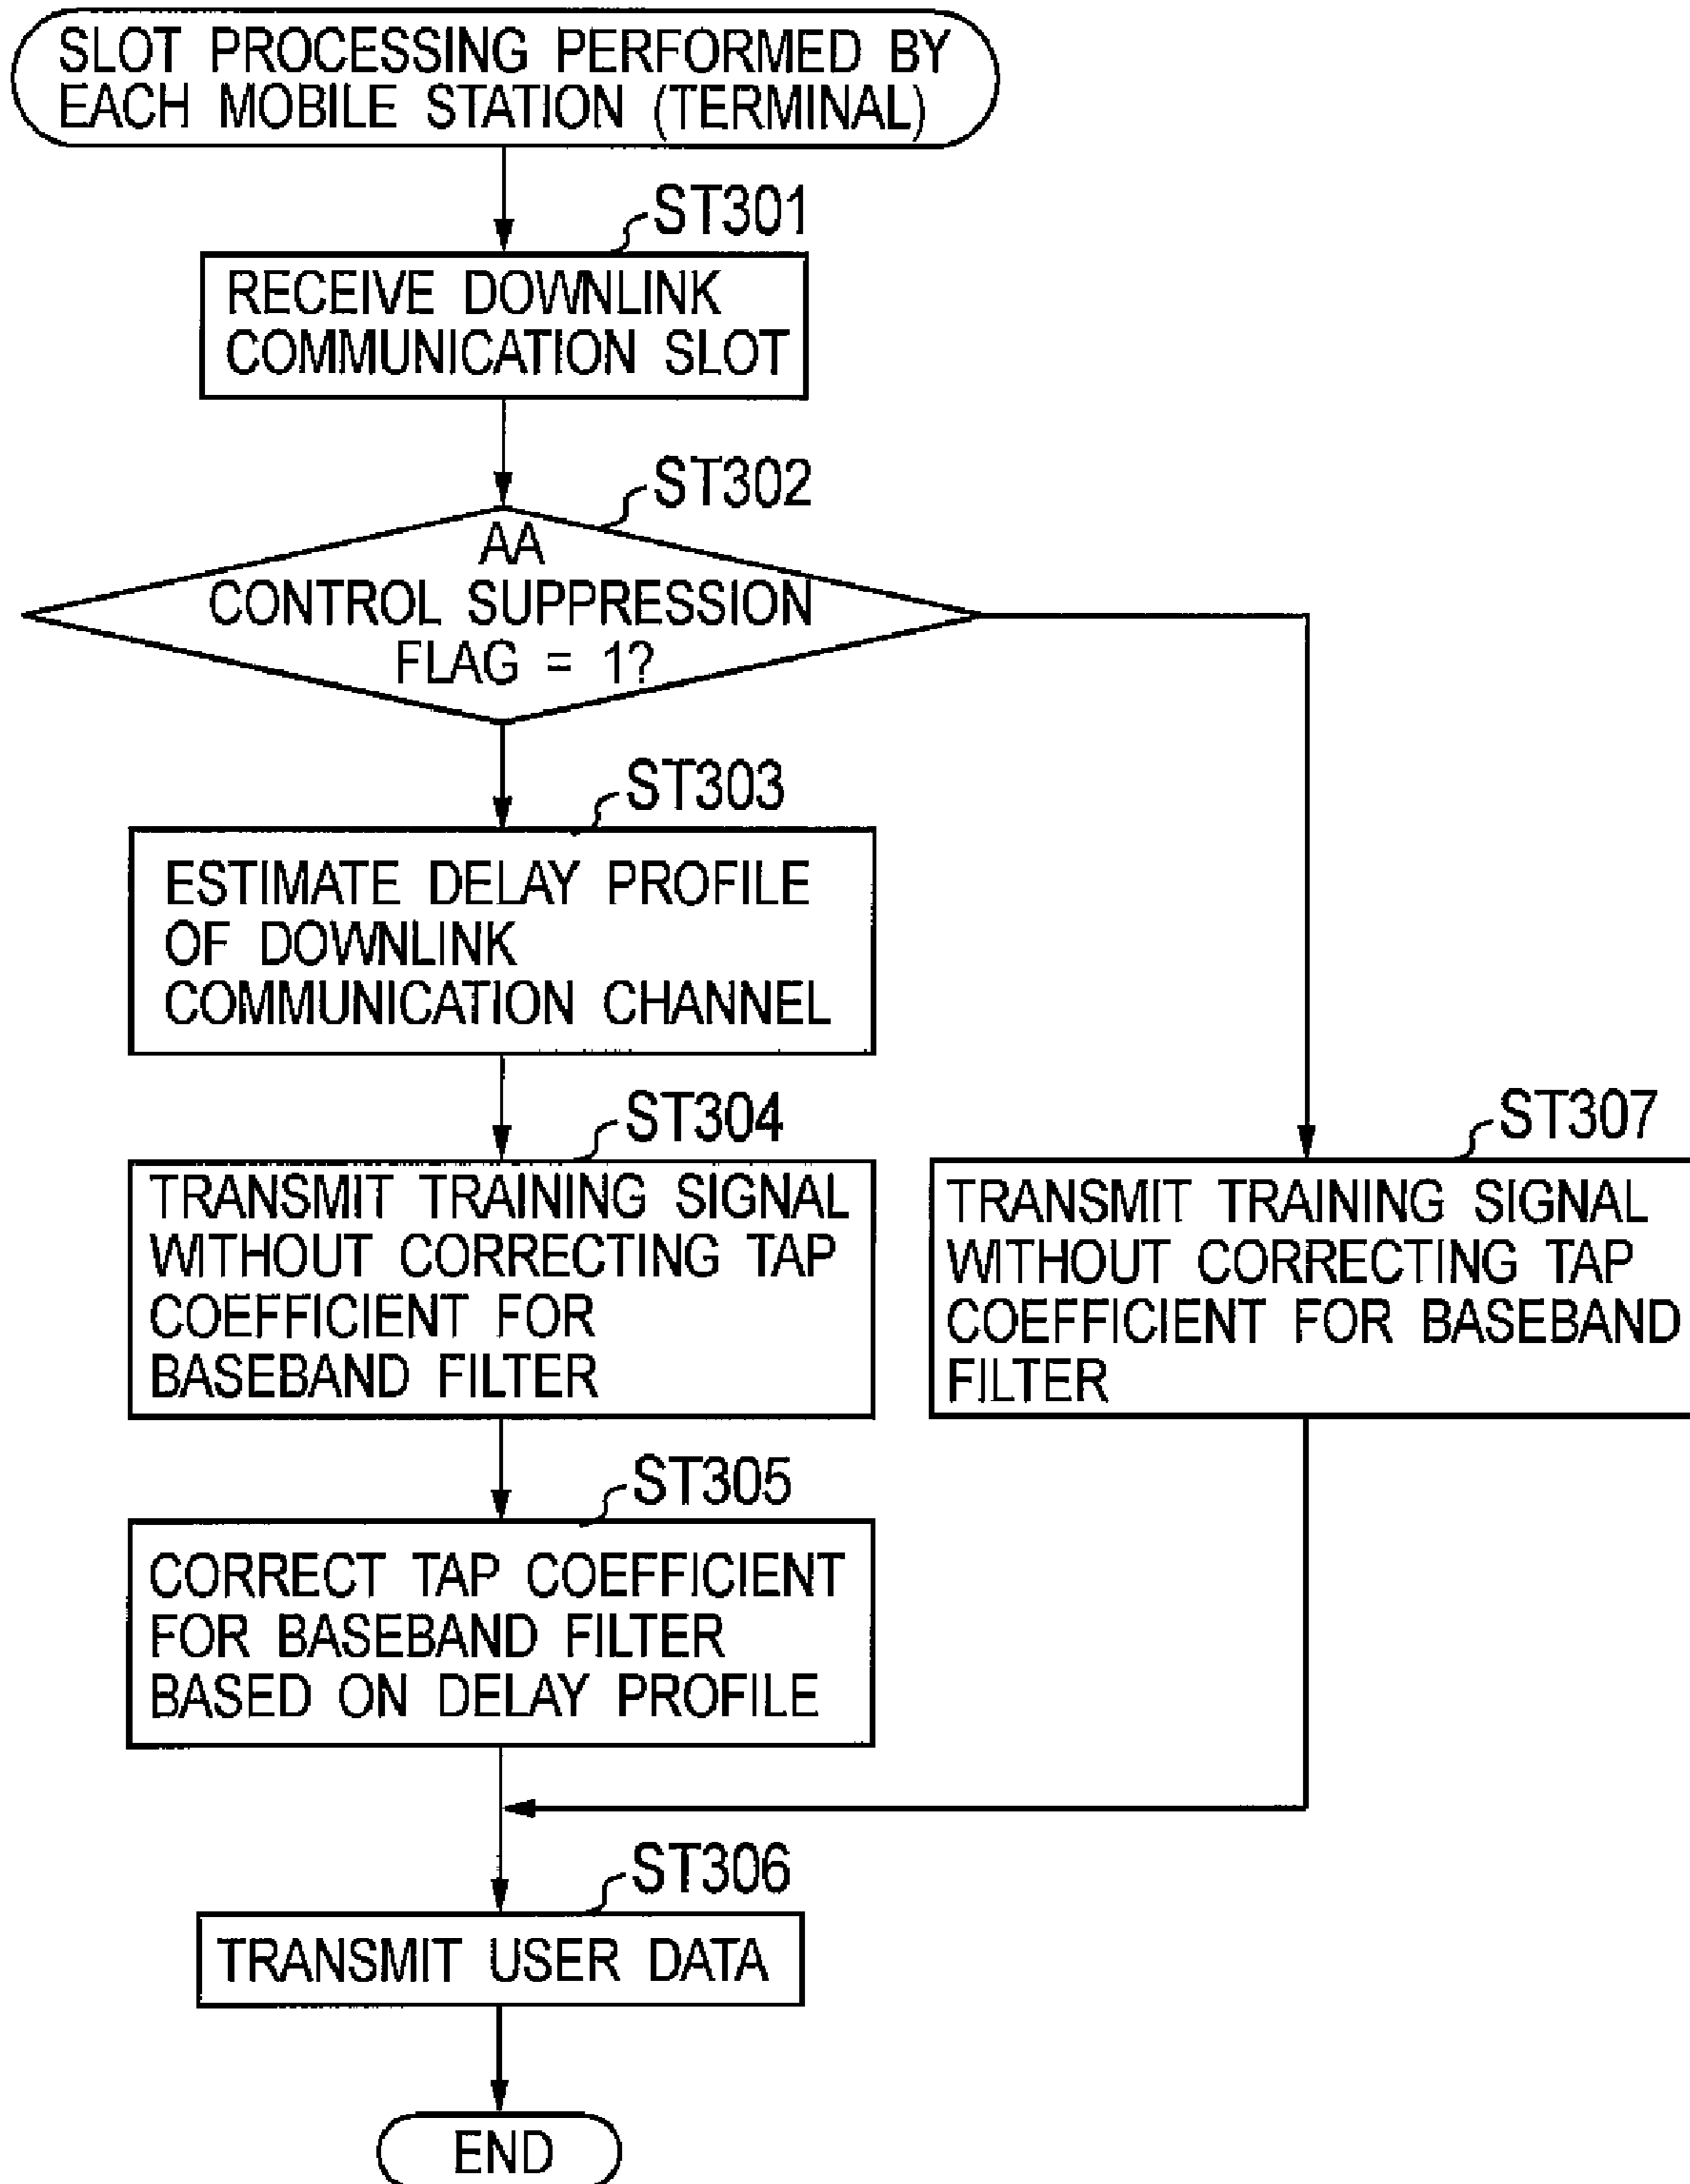 SLOT PROCESSING PERFORMED BY
EACH MOBILE STATION (TERMINAL)
ST301
RECEIVE DOWNLINK
COMMUNICATION SLOT
ST302
AA
CONTROL SUPPRESSION
FLAG = 1?
ST303
ESTIMATE DELAY PROFILE
OF DOWNLINK
COMMUNICATION CHANNEL
ST304
TRANSMIT TRAINING SIGNAL
WITHOUT CORRECTING TAP
COEFFICIENT FOR
BASEBAND FILTER
ST307
TRANSMIT TRAINING SIGNAL
WITHOUT CORRECTING TAP
COEFFICIENT FOR BASEBAND
FILTER
ST305
CORRECT TAP COEFFICIENT
FOR BASEBAND FILTER
BASED ON DELAY PROFILE
ST306
TRANSMIT USER DATA
END